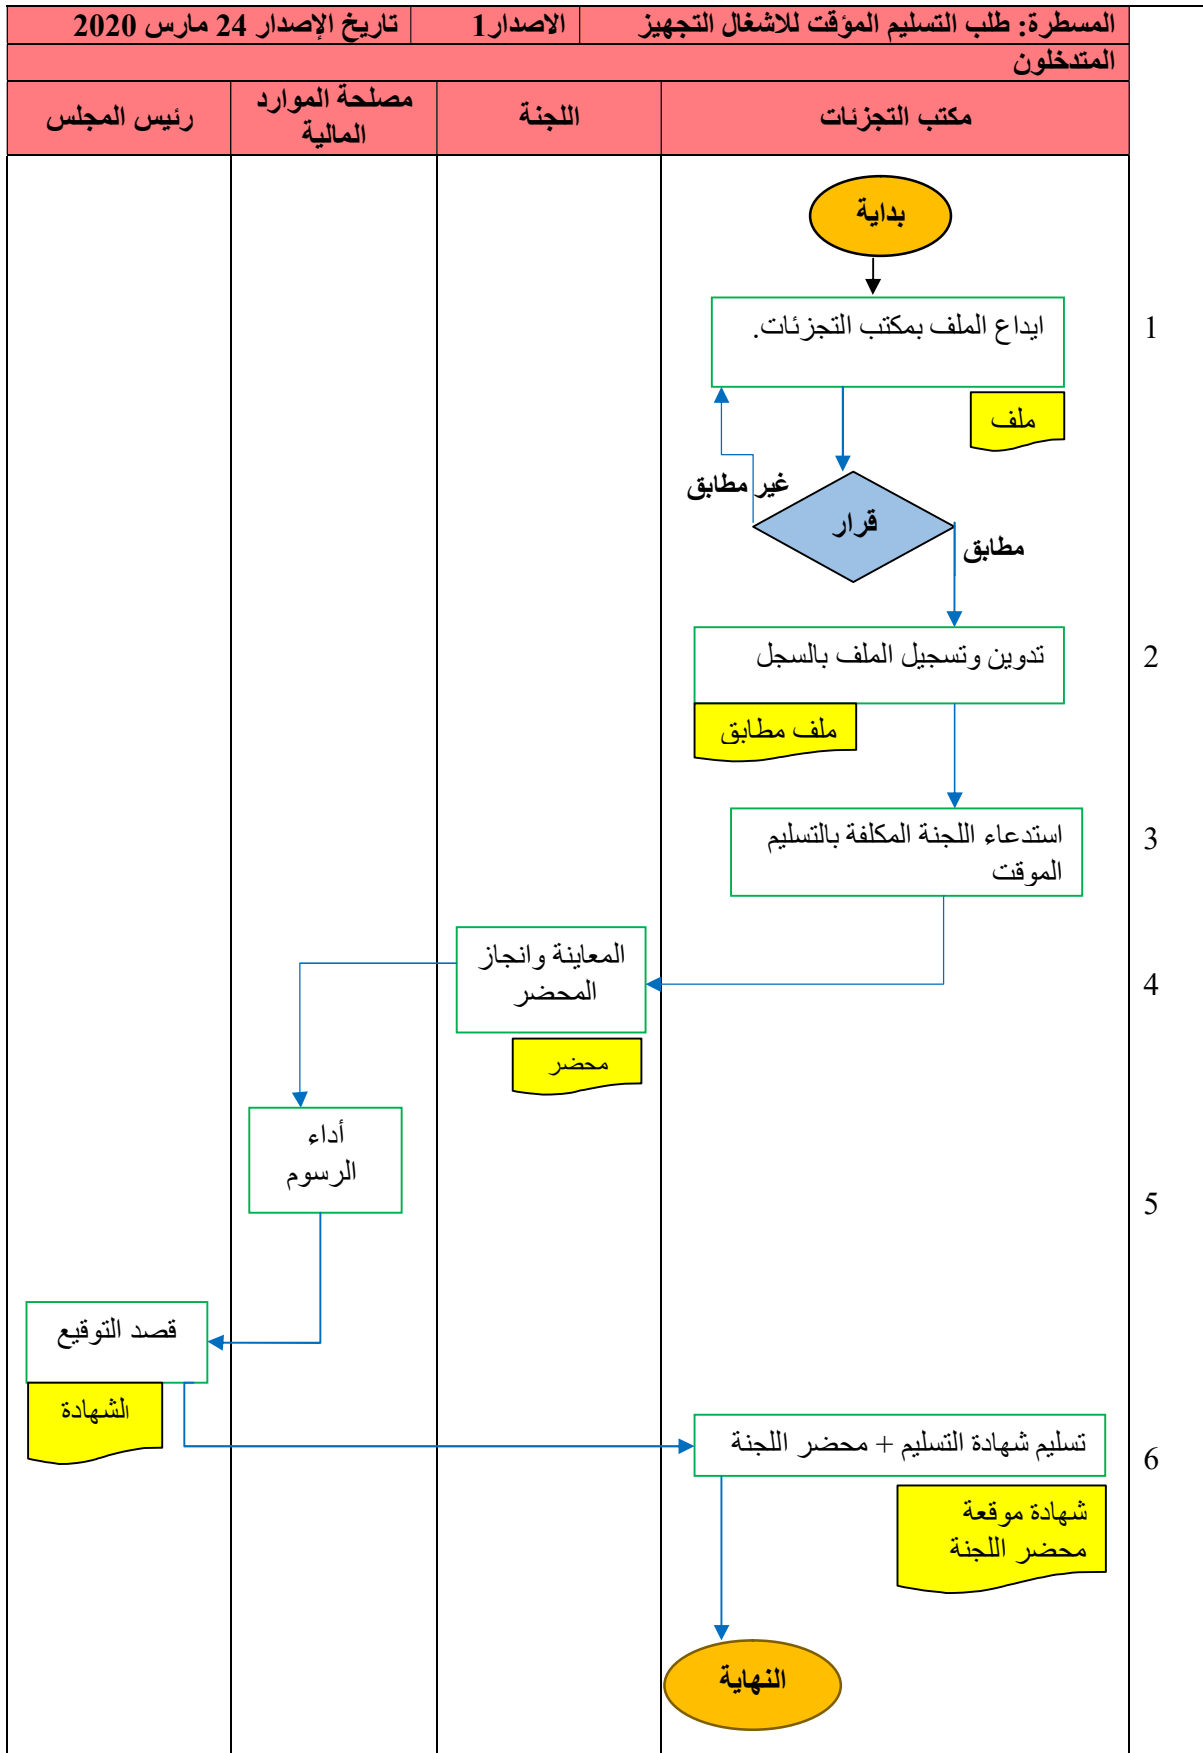 المسطرة: طلب التسليم المؤقت للاشغال التجهيز
الاصدار1
تاريخ الإصدار 24 مارس 2020
المتدخلون
مكتب التجزئات
اللجنة
مصلحة الموارد
المالية
رئيس المجلس
بداية
ايداع الملف بمكتب التجزئات.
1
ملف
غير مطابق
قرار
مطابق
تدوين وتسجيل الملف بالسجل
2
ملف مطابق
استدعاء اللجنة المكلفة بالتسليم
الموقت
3
المعاينة وانجاز
المحضر
4
محضر
أداء
الرسوم
5
قصد التوقيع
الشهادة
تسليم شهادة التسليم + محضر اللجنة
6
شهادة موقعة
محضر اللجنة
النهاية